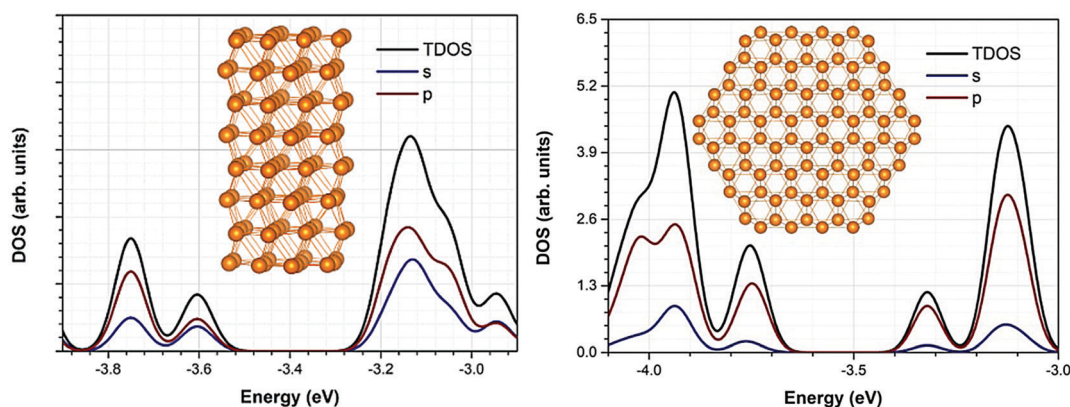 TDOS
s
p
DOS (arb. units)
-3.8
-3.6
-3.4
-3.2
-3.0
Energy (eV)
6.5
5.2
3.9
2.6
1.3
0.0
TDOS
s
p
DOS (arb. units)
-4.0
-3.5
-3.0
Energy (eV)